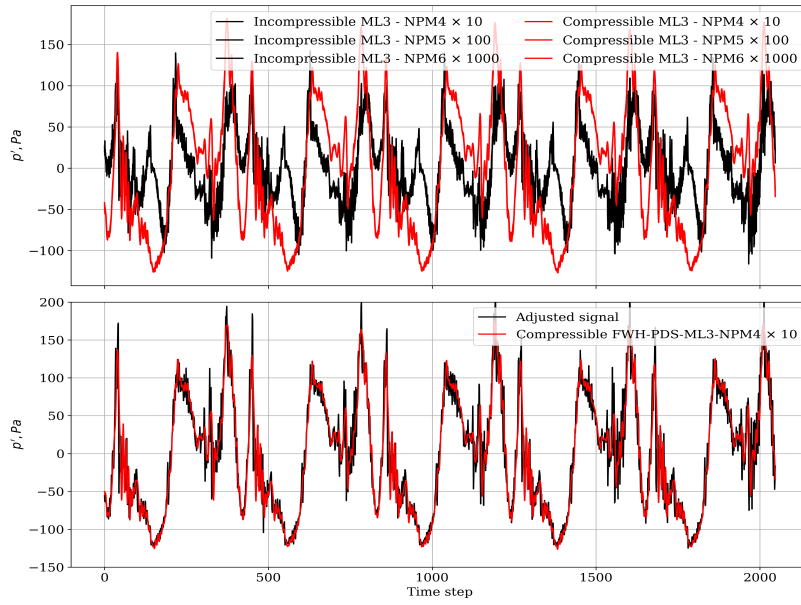 Incompressible ML3 - NPM4 × 10
Incompressible ML3 - NPM5 × 100
Incompressible ML3 - NPM6 × 1000
Compressible ML3 - NPM4 × 10
Compressible ML3 - NPM5 × 100
Compressible ML3 - NPM6 × 1000
150
100
50
0
−50
−100
p', Pa
Adjusted signal
Compressible FWH-PDS-ML3-NPM4 × 10
200
150
100
50
0
−50
−100
−150
p', Pa
0
500
1000
1500
2000
Time step